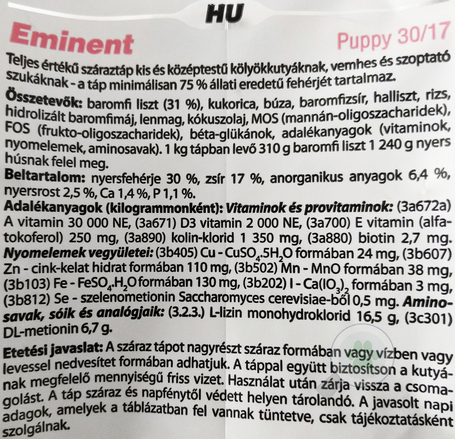 HU
Eminent
Puppy 30/17
Teljes értékű száraztáp kis és középtestű kölyökkutyáknak, vemhes és szoptató
szukáknak - a táp minimálisan 75 % állati eredetű fehérjét tartalmaz.
Összetevők: baromfi liszt (31 %), kukorica, búza, baromfizsír, halliszt, rizs,
hidrolizált baromfimáj, lenmag, kókuszolaj, MOS (mannán-oligoszacharidek),
FOS (frukto-oligoszacharidek), béta-glükánok, adalékanyagok (vitaminok,
nyomelemek, aminosavak). 1 kg tápban levő 310 g baromfi liszt 1 240 g nyers
húsnak felel meg.
Beltartalom: nyersfehérje 30 %, zsír 17 %, anorganikus anyagok 6,4 %,
nyersrost 2,5 %, Ca 1,4 %, P 1,1 %.
Adalékanyagok (kilogrammonként): Vitaminok és provitaminok: (3a672a)
A vitamin 30 000 NE, (3a671) D3 vitamin 2 000 NE, (3a700) E vitamin (alfa-
tokoferol) 250 mg, (3a890) kolin-klorid 1 350 mg, (3a880) biotin 2,7 mg.
Nyomelemek vegyületei: (3b405) Cu - CuSO₄.5H₂O formában 24 mg, (3b607)
Zn - cink-kelat hidrat formában 110 mg, (3b502) Mn - MnO formában 38 mg,
(3b103) Fe - FeSO₄.H₂O formában 130 mg, (3b202) I - Ca(IO₃)₂ formában 3 mg,
(3b812) Se - szelenometionin Saccharomyces cerevisiae-ből 0,5 mg. Amino-
savak, sóik és analógjaik: (3.2.3.) L-lizin monohydroklorid 16,5 g, (3c301)
DL-metionin 6,7 g.
Etetési javaslat: A száraz tápot nagyrészt száraz formában vagy vízben vagy
levessel nedvesített formában adhatjuk. A táppal együtt biztosítson a kutyá-
nak megfelelő mennyiségű friss vizet. Használat után zárja vissza a csoma-
golást. A táp száraz és napfénytől védett helyen tárolandó. A javasolt napi
adagok, amelyek a táblázatban fel vannak tüntetve, csak tájékoztatásként
szolgálnak.